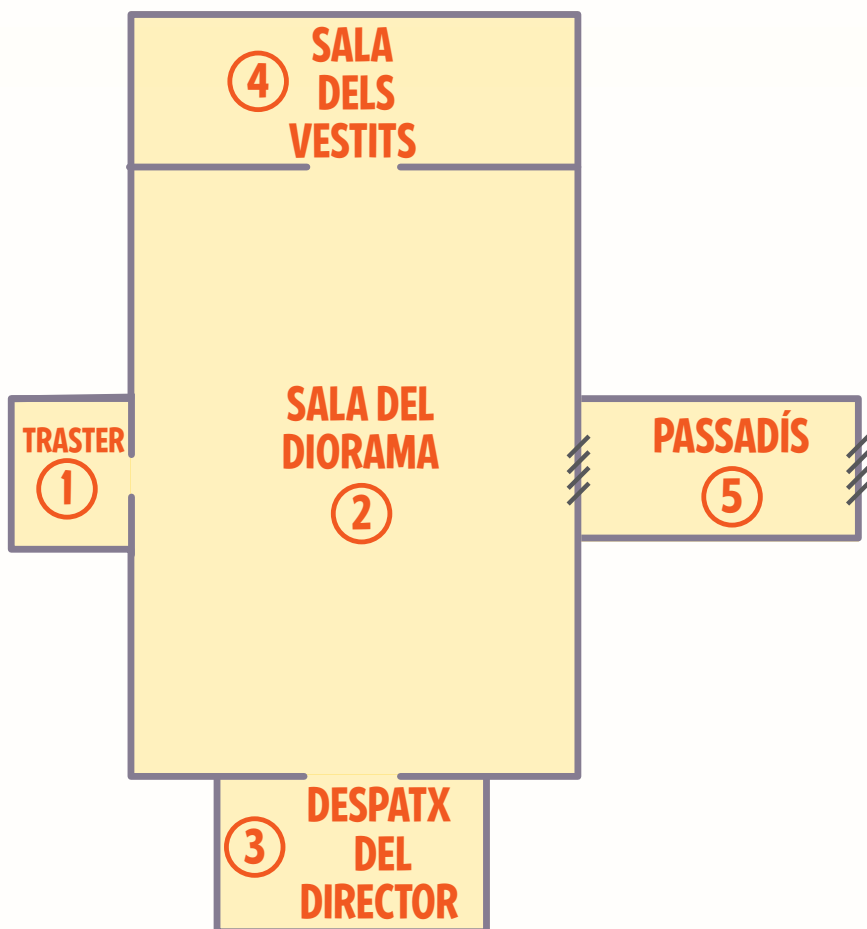 4
SALA
DELS
VESTITS
TRASTER
1
SALA DEL
DIORAMA
2
PASSADÍS
5
3
DESPATX
DEL
DIRECTOR